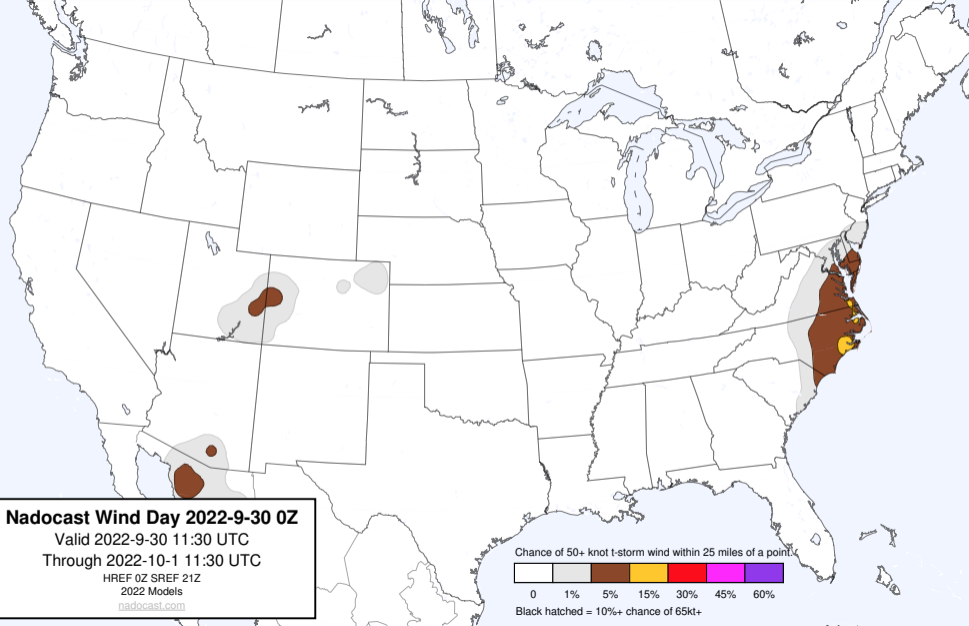 Nadocast Wind Day 2022-9-30 0Z
Valid 2022-9-30 11:30 UTC
Through 2022-10-1 11:30 UTC
HREF 0Z SREF 21Z
2022 Models
nadocast.com
Chance of 50+ knot t-storm wind within 25 miles of a point.
0 1% 5% 15% 30% 45% 60%
Black hatched = 10%+ chance of 65kt+